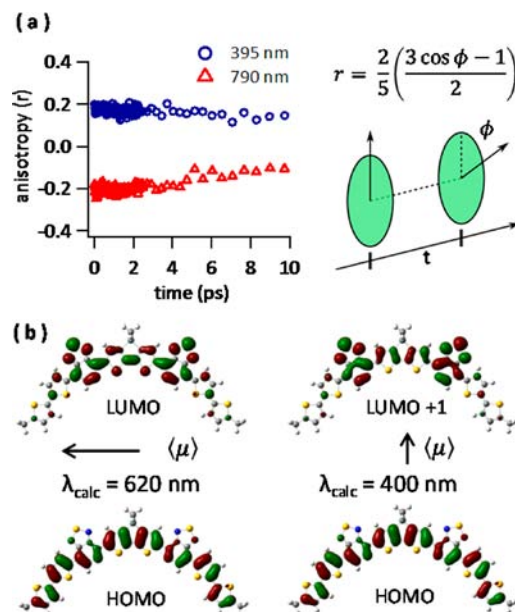 ( a )
395 nm
790 nm
anisotropy (r)
0.4
0.2
0.0
-0.2
-0.4
0 2 4 6 8 10
time (ps)
r = 2/5 ( (3 cos ϕ − 1) / 2 )
ϕ
t
( b )
LUMO
LUMO +1
⟨μ⟩
⟨μ⟩
λcalc = 620 nm
λcalc = 400 nm
HOMO
HOMO